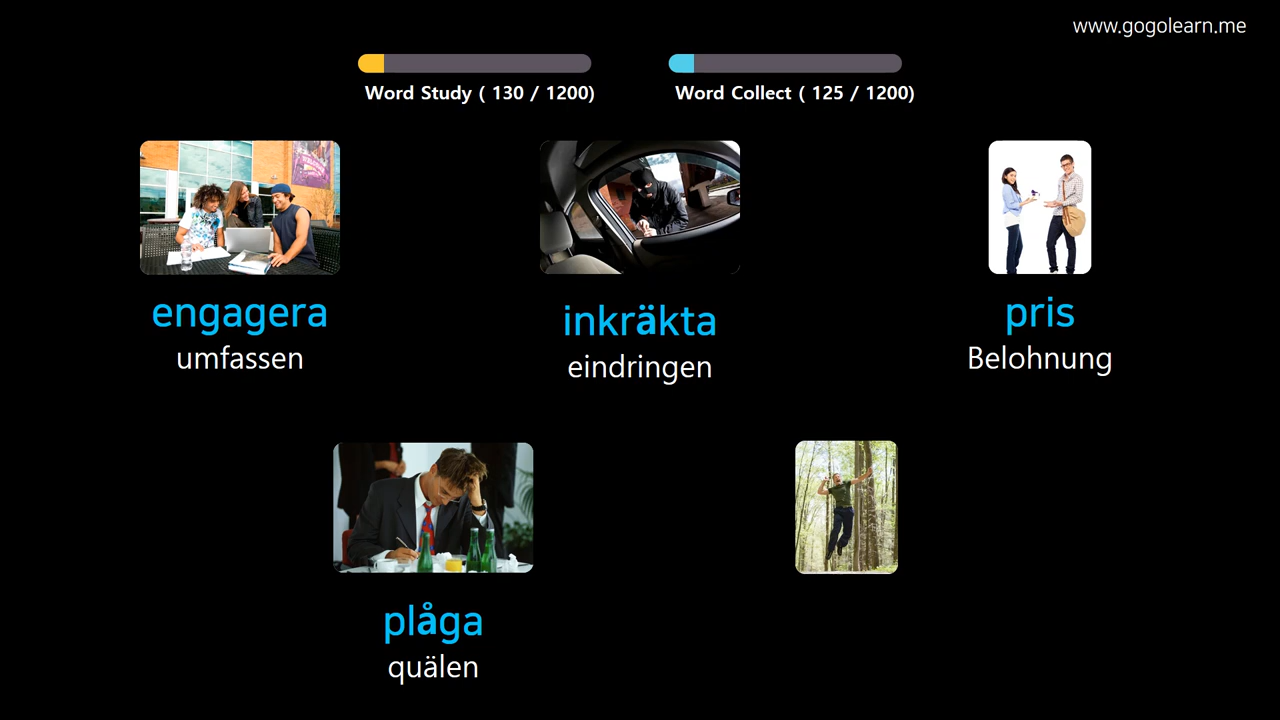 www.gogolearn.me
Word Study ( 130 / 1200)
Word Collect ( 125 / 1200)
engagera
umfassen
inkräkta
eindringen
pris
Belohnung
plåga
quälen